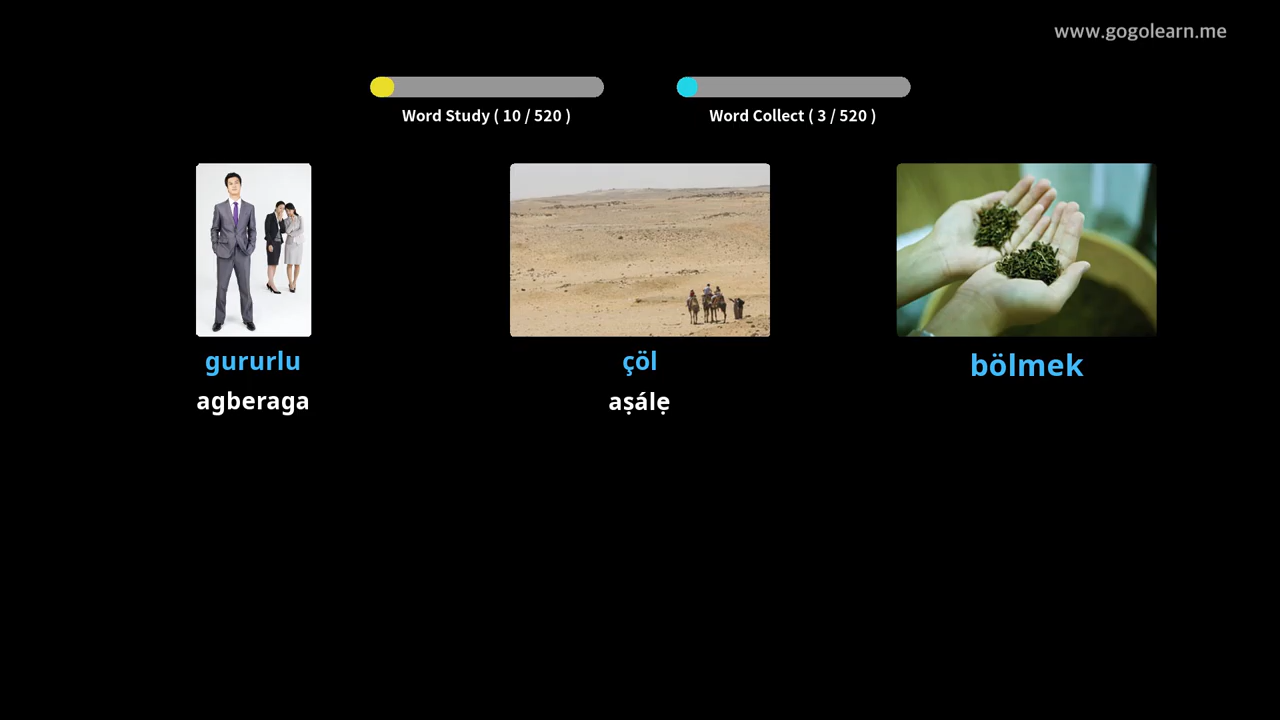 www.gogolearn.me
Word Study ( 10 / 520 )
Word Collect ( 3 / 520 )
gururlu
agberaga
çöl
aṣálẹ
bölmek